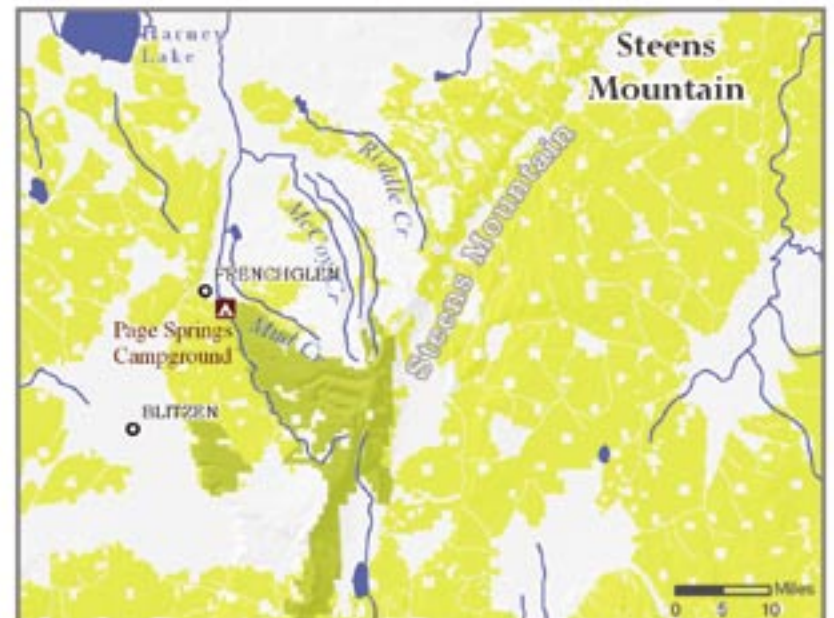 Harney
Lake
Steens
Mountain
Riddle Cr
McCoy Cr
Steens Mountain
FRENCHGLEN
Page Springs
Campground
Mud Cr
BLITZEN
Miles
0 5 10